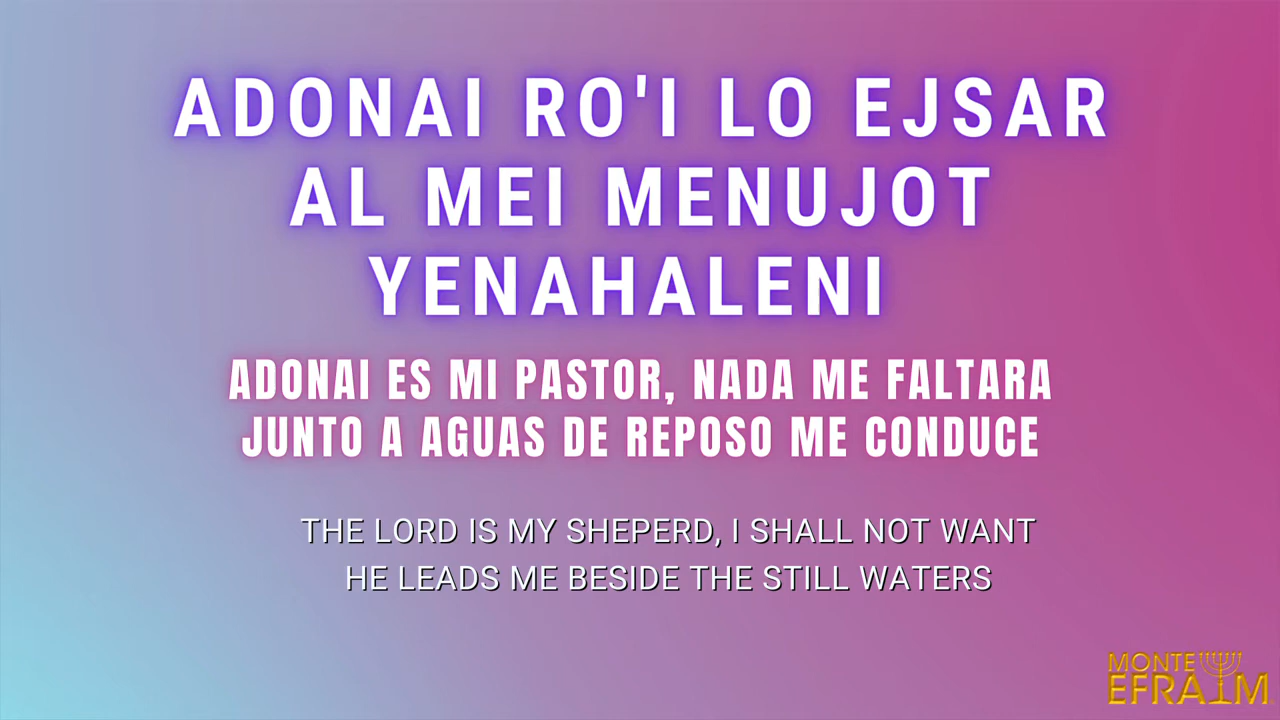 ADONAI RO'I LO EJSAR
AL MEI MENUJOT
YENAHALENI
ADONAI ES MI PASTOR, NADA ME FALTARA
JUNTO A AGUAS DE REPOSO ME CONDUCE
THE LORD IS MY SHEPERD, I SHALL NOT WANT
HE LEADS ME BESIDE THE STILL WATERS
MONTE
EFRAIM